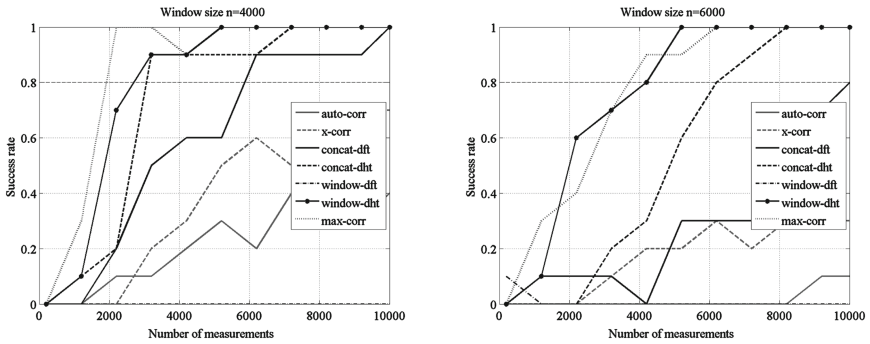 Window size n=4000
1
0.8
0.6
0.4
0.2
0
Success rate
0
2000
4000
6000
8000
10000
Number of measurements
auto-corr
x-corr
concat-dft
concat-dht
window-dft
window-dht
max-corr
Window size n=6000
1
0.8
0.6
0.4
0.2
0
Success rate
0
2000
4000
6000
8000
10000
Number of measurements
auto-corr
x-corr
concat-dft
concat-dht
window-dft
window-dht
max-corr